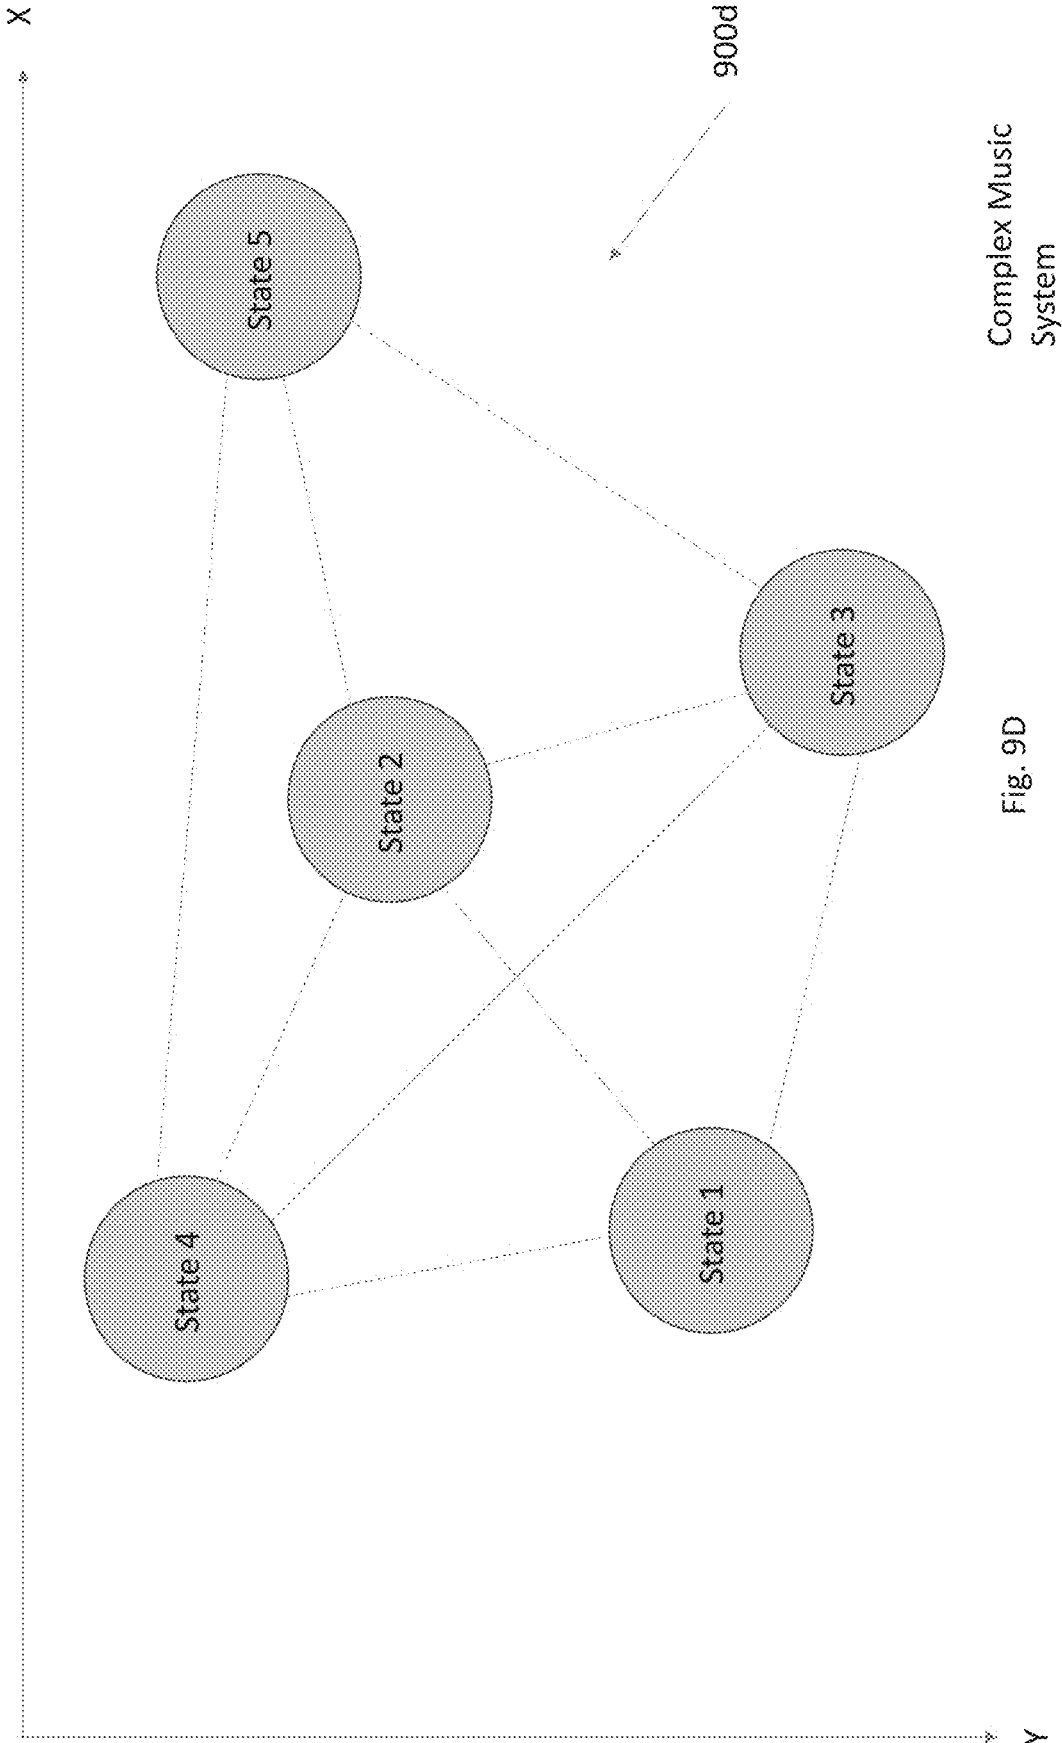 X
State 5
900d
State 2
State 4
State 3
State 1
Complex Music
System
Fig. 9D
Y